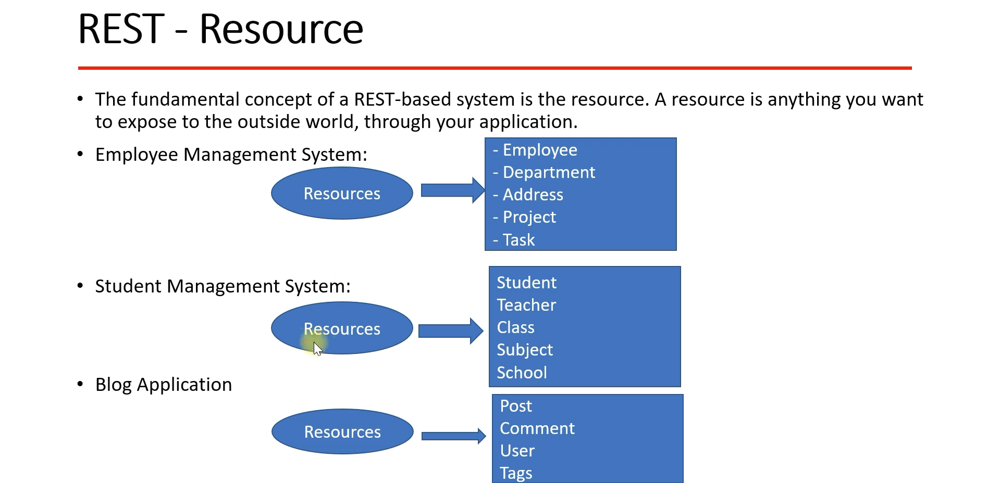 REST - Resource
• The fundamental concept of a REST-based system is the resource. A resource is anything you want
to expose to the outside world, through your application.
• Employee Management System:
Resources
- Employee
- Department
- Address
- Project
- Task
• Student Management System:
Resources
Student
Teacher
Class
Subject
School
• Blog Application
Resources
Post
Comment
User
Tags